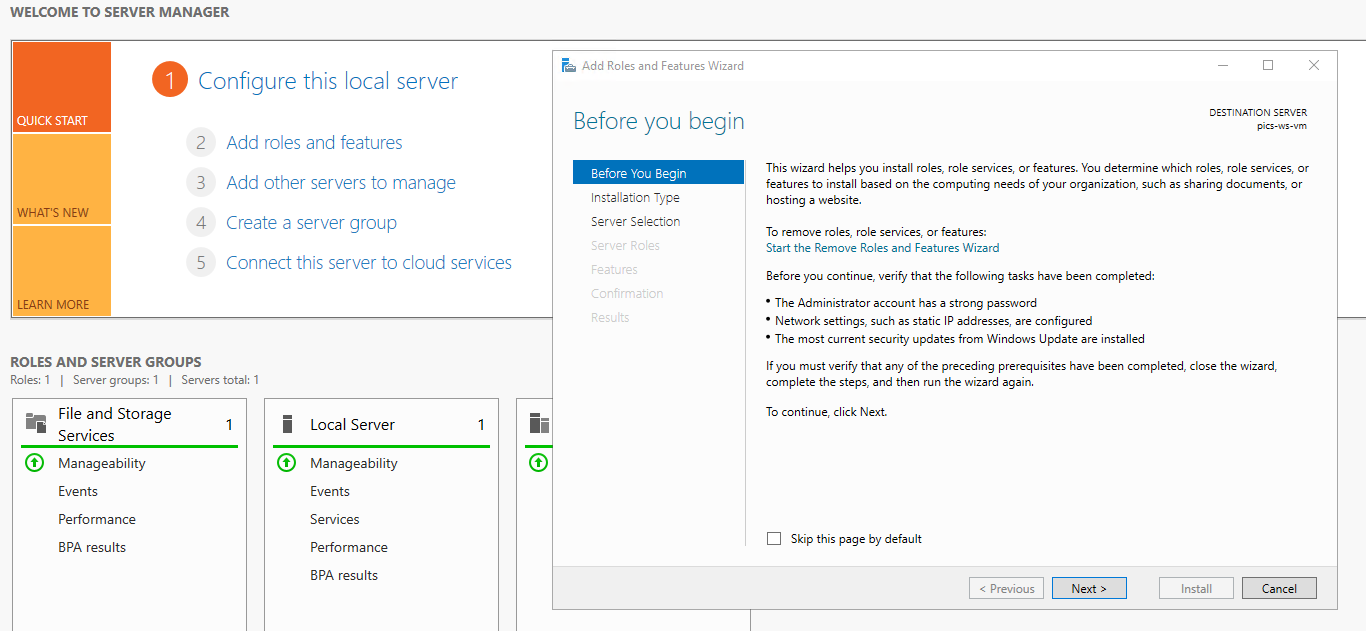 WELCOME TO SERVER MANAGER
QUICK START
WHAT'S NEW
LEARN MORE
1 Configure this local server
2 Add roles and features
3 Add other servers to manage
4 Create a server group
5 Connect this server to cloud services
ROLES AND SERVER GROUPS
Roles: 1 | Server groups: 1 | Servers total: 1
File and Storage
Services 1
Manageability
Events
Performance
BPA results
Local Server 1
Manageability
Events
Services
Performance
BPA results
Add Roles and Features Wizard
Before you begin
DESTINATION SERVER
pics-ws-vm
Before You Begin
Installation Type
Server Selection
Server Roles
Features
Confirmation
Results
This wizard helps you install roles, role services, or features. You determine which roles, role services, or
features to install based on the computing needs of your organization, such as sharing documents, or
hosting a website.
To remove roles, role services, or features:
Start the Remove Roles and Features Wizard
Before you continue, verify that the following tasks have been completed:
• The Administrator account has a strong password
• Network settings, such as static IP addresses, are configured
• The most current security updates from Windows Update are installed
If you must verify that any of the preceding prerequisites have been completed, close the wizard,
complete the steps, and then run the wizard again.
To continue, click Next.
Skip this page by default
< Previous
Next >
Install
Cancel